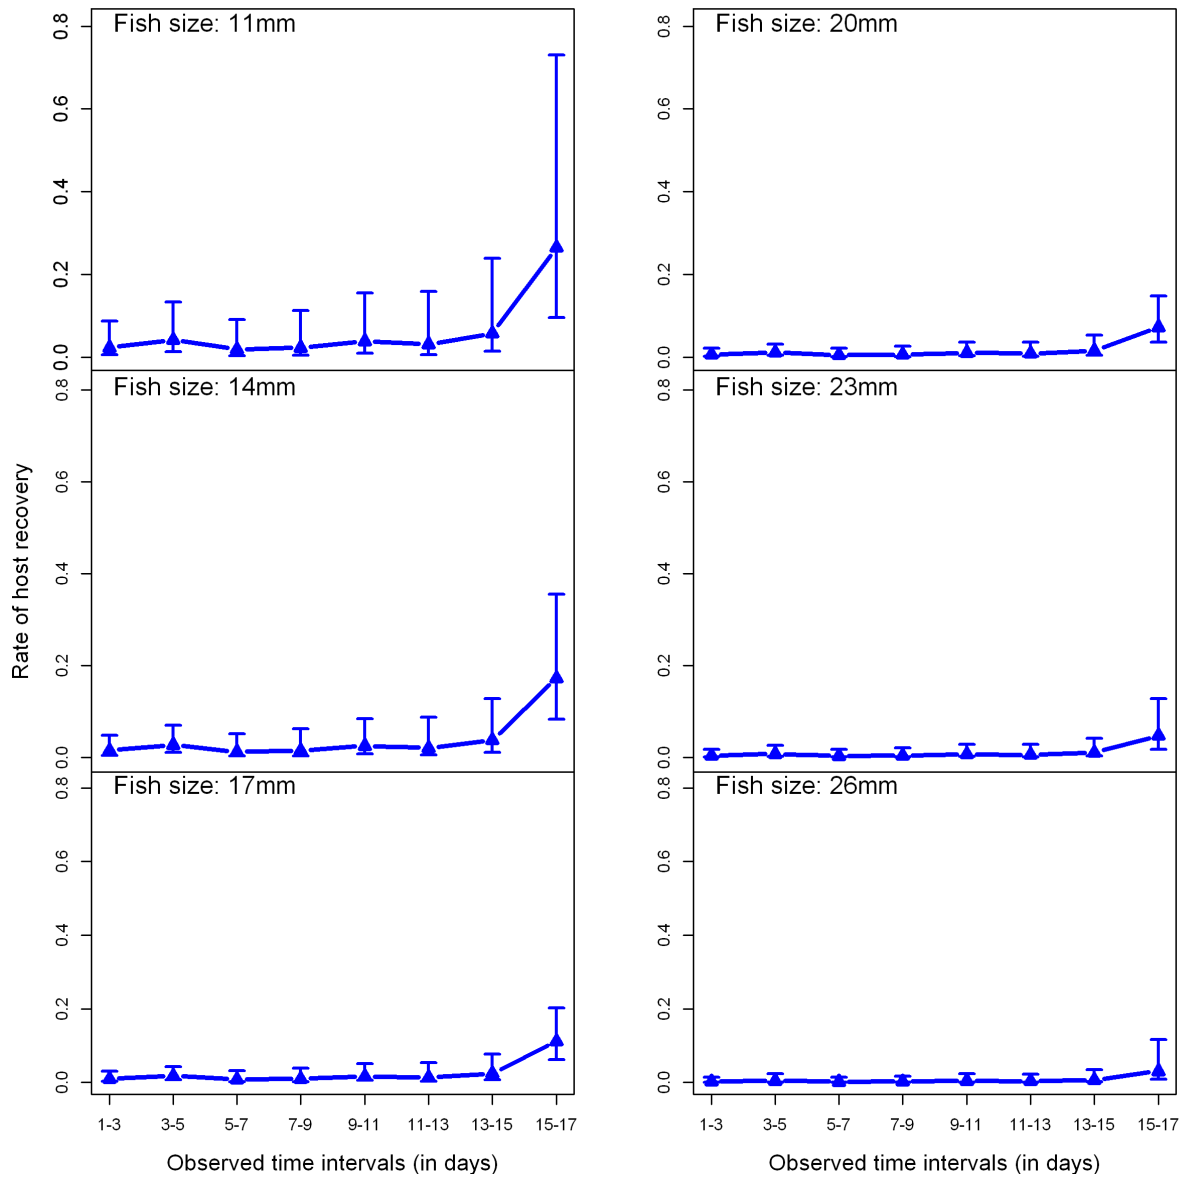 Fish size: 11mm
0.8
0.6
0.4
0.2
0.0
Fish size: 20mm
0.8
0.6
0.4
0.2
0.0
Fish size: 14mm
0.8
0.6
0.4
0.2
0.0
Fish size: 23mm
0.8
0.6
0.4
0.2
0.0
Rate of host recovery
Fish size: 17mm
0.8
0.6
0.4
0.2
0.0
1-3 3-5 5-7 7-9 9-11 11-13 13-15 15-17
Observed time intervals (in days)
Fish size: 26mm
0.8
0.6
0.4
0.2
0.0
1-3 3-5 5-7 7-9 9-11 11-13 13-15 15-17
Observed time intervals (in days)